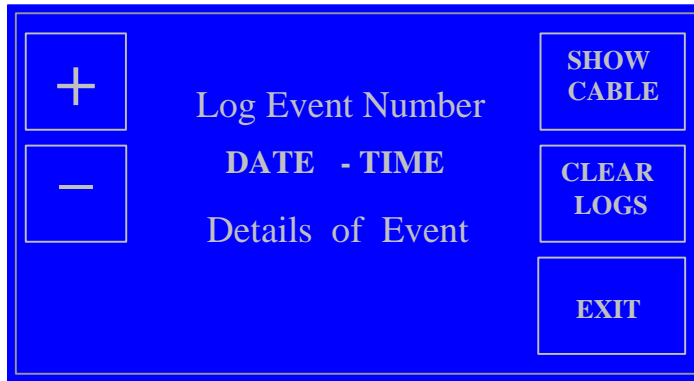 +
−
Log Event Number
DATE - TIME
Details of Event
SHOW
CABLE
CLEAR
LOGS
EXIT